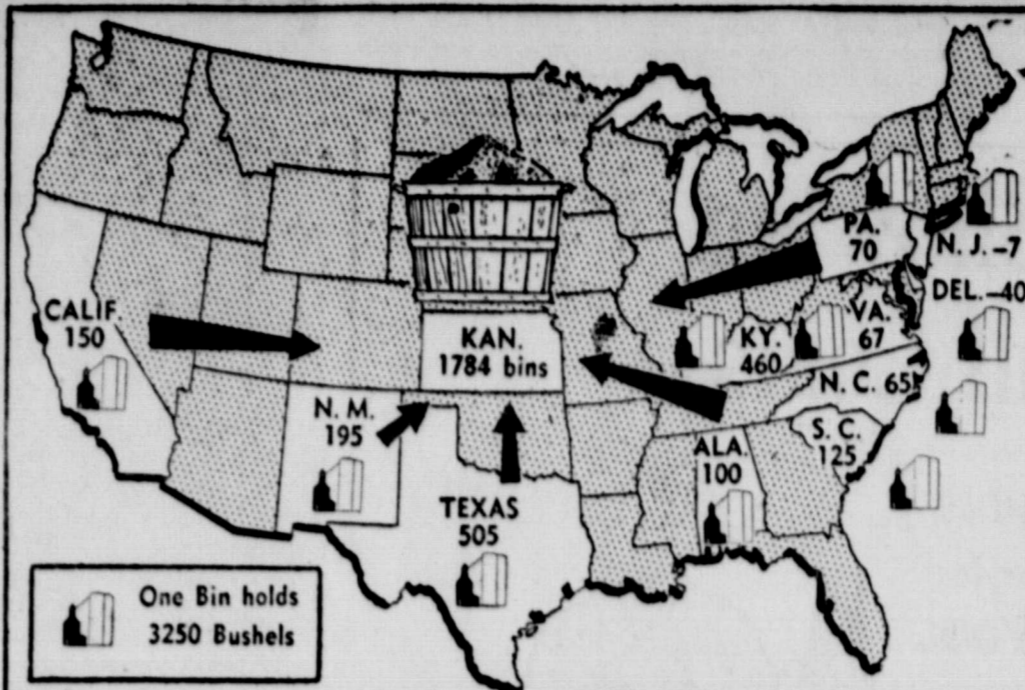 PA.
70
N. J.-7
DEL.-40
CALIF.
150
VA.
67
KAN.
1784 bins
KY.
460
N. C. 65
N. M.
195
S. C.
125
ALA.
100
TEXAS
505
One Bin holds
3250 Bushels